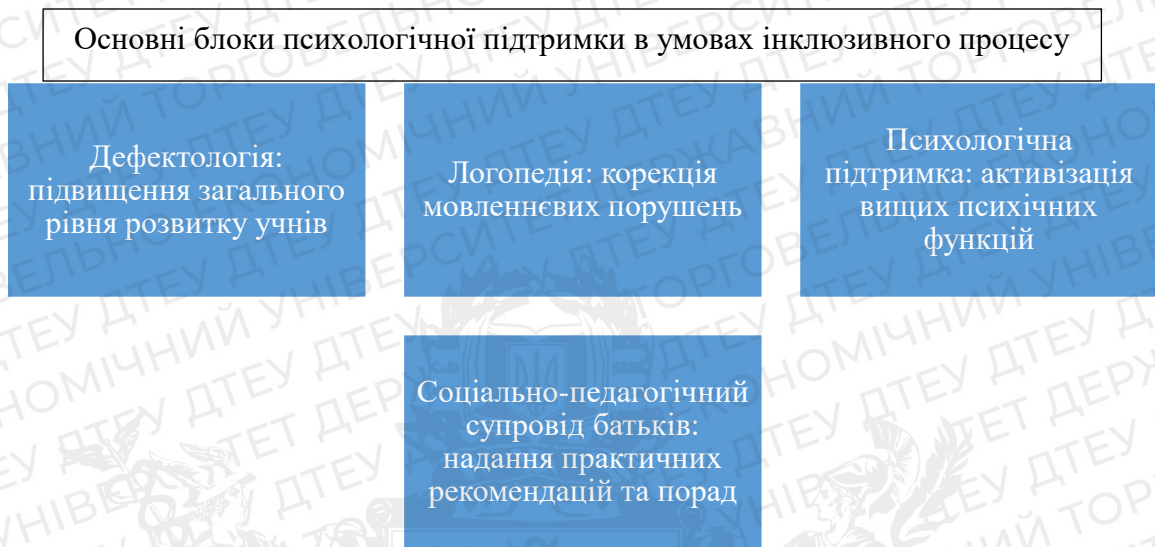 Основні блоки психологічної підтримки в умовах інклюзивного процесу
Дефектологія:
підвищення загального
рівня розвитку учнів
Логопедія: корекція
мовленнєвих порушень
Психологічна
підтримка: активізація
вищих психічних
функцій
Соціально-педагогічний
супровід батьків:
надання практичних
рекомендацій та порад